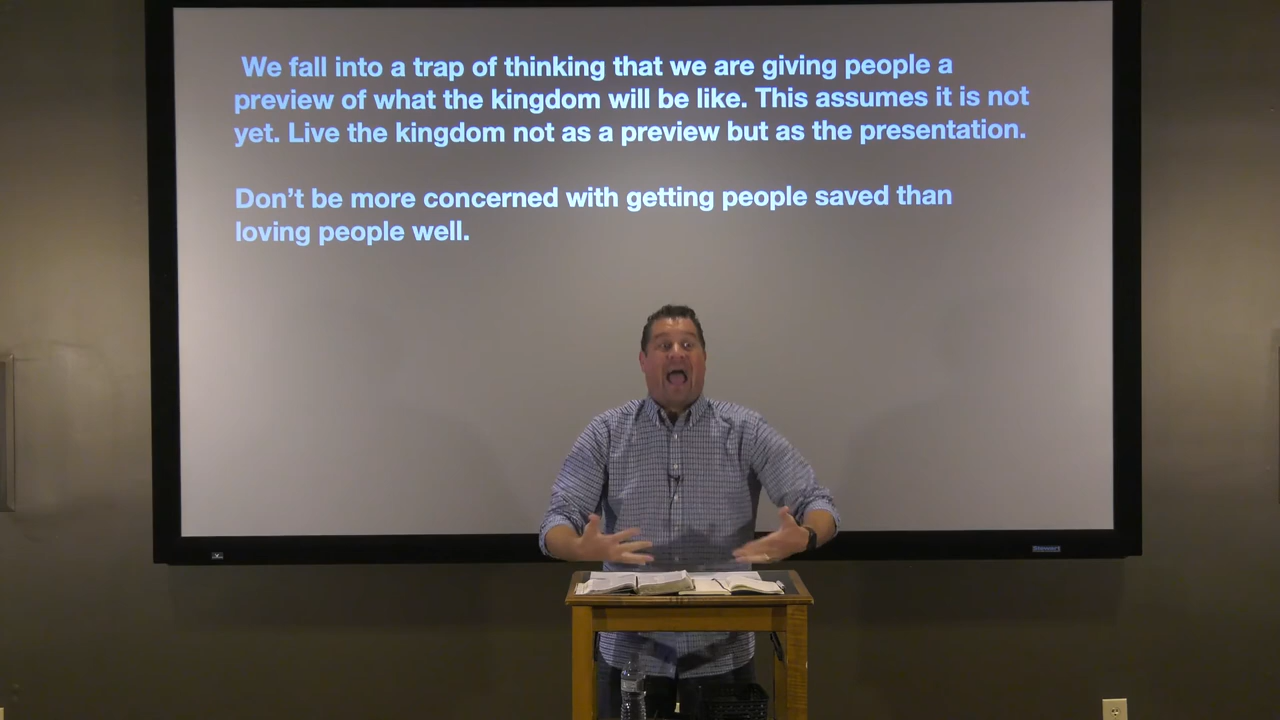 We fall into a trap of thinking that we are giving people a
preview of what the kingdom will be like. This assumes it is not
yet. Live the kingdom not as a preview but as the presentation.
Don’t be more concerned with getting people saved than
loving people well.
Stewart